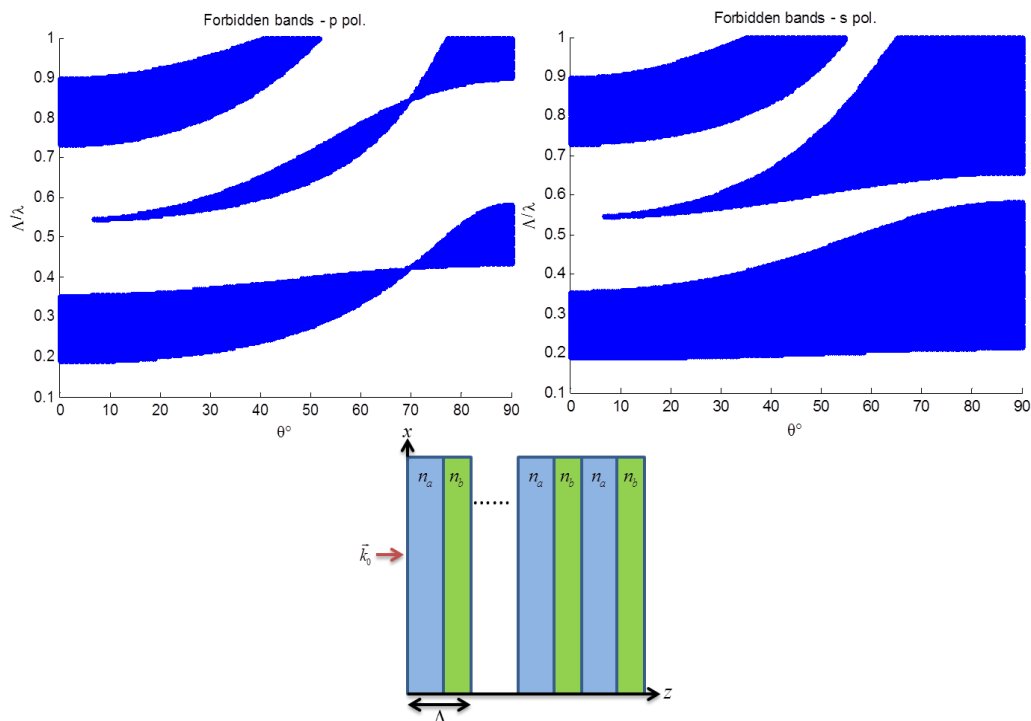 Forbidden bands - p pol.
1
0.9
0.8
0.7
0.6
0.5
0.4
0.3
0.2
0.1
Λ/λ
0 10 20 30 40 50 60 70 80 90
θ°
Forbidden bands - s pol.
1
0.9
0.8
0.7
0.6
0.5
0.4
0.3
0.2
0.1
Λ/λ
0 10 20 30 40 50 60 70 80 90
θ°
x
n_a n_b ...... n_a n_b n_a n_b
k⃗_0
z
Λ